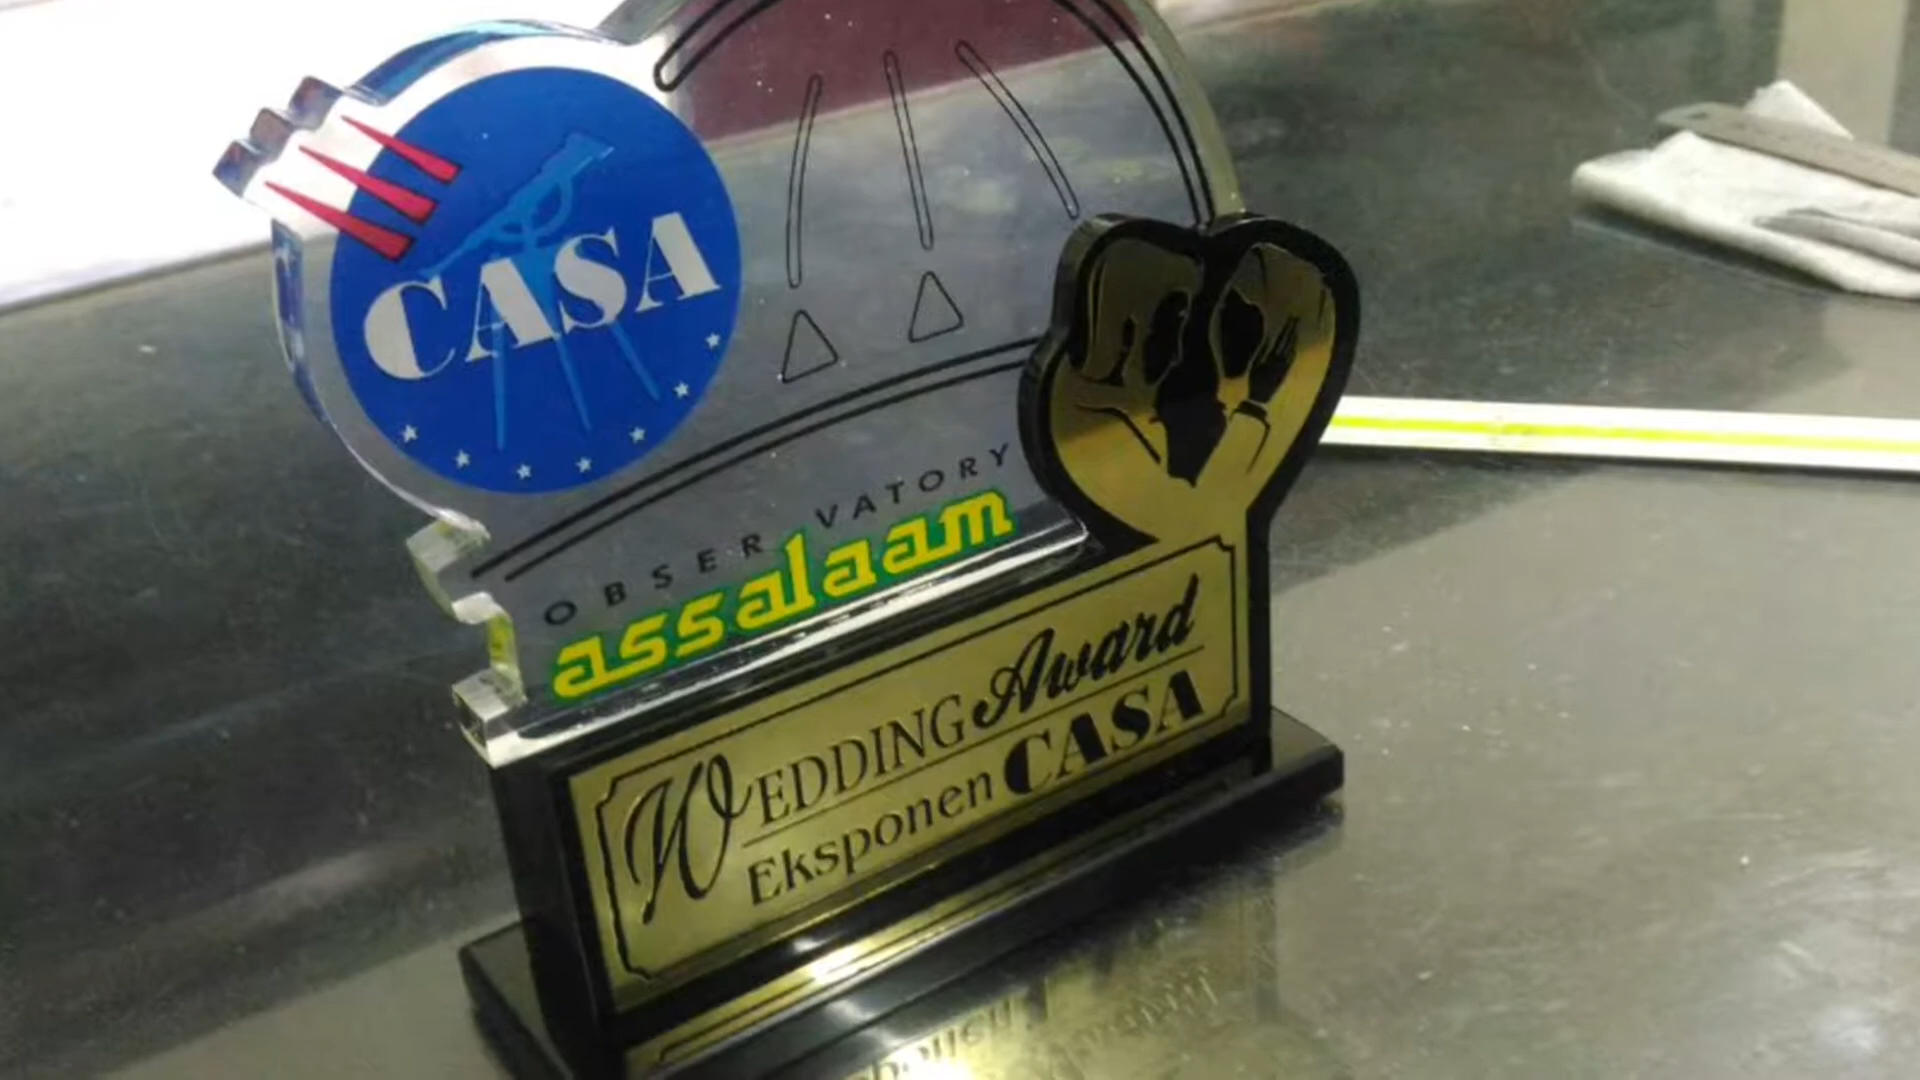 CASA
OBSERVATORY
assalaam
WEDDING Award
Eksponen CASA